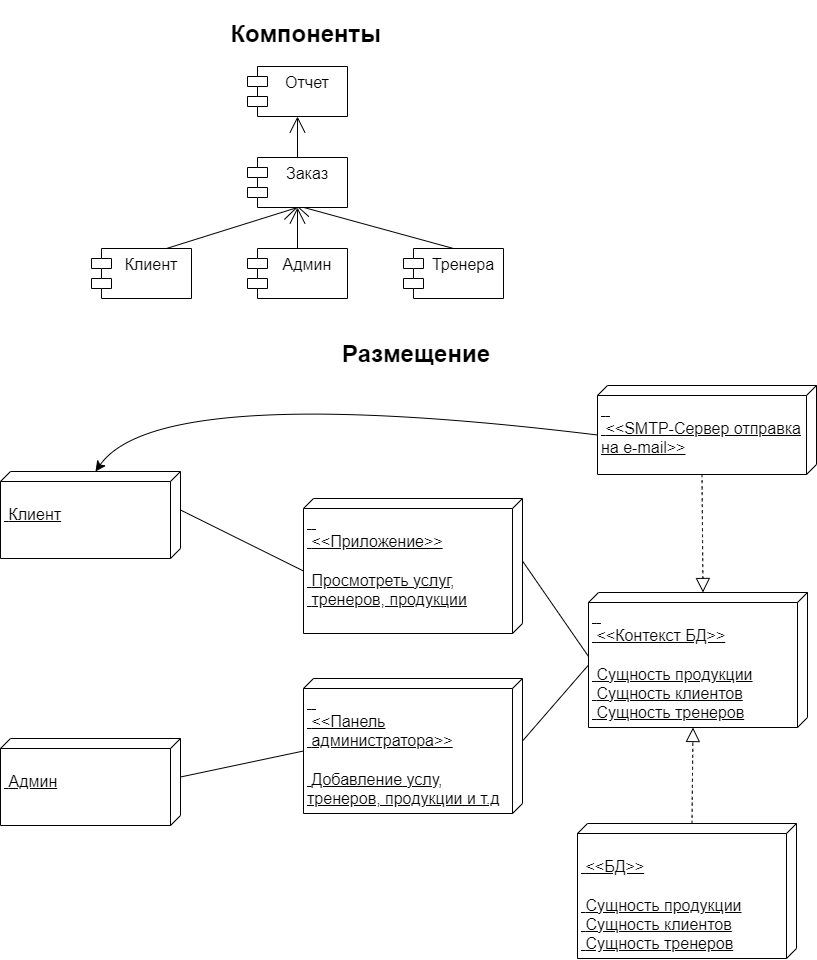 Компоненты
Отчет
Заказ
Клиент
Админ
Тренера
Размещение
<<SMTP-Сервер отправка
на e-mail>>
Клиент
<<Приложение>>
Просмотреть услуг,
тренеров, продукции
<<Контекст БД>>
Сущность продукции
Сущность клиентов
Сущность тренеров
<<Панель
администратора>>
Добавление услу,
тренеров, продукции и т.д
Админ
<<БД>>
Сущность продукции
Сущность клиентов
Сущность тренеров